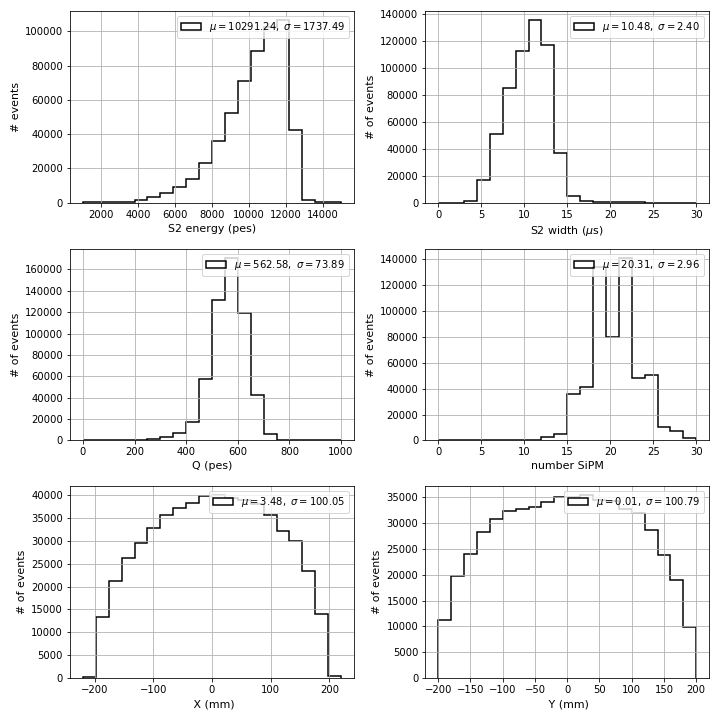 μ = 10291.24, σ = 1737.49
100000
80000
60000
40000
20000
0
# events
2000 4000 6000 8000 10000 12000 14000
S2 energy (pes)
μ = 10.48, σ = 2.40
140000
120000
100000
80000
60000
40000
20000
0
# of events
0 5 10 15 20 25 30
S2 width (μs)
μ = 562.58, σ = 73.89
160000
140000
120000
100000
80000
60000
40000
20000
0
# of events
0 200 400 600 800 1000
Q (pes)
μ = 20.31, σ = 2.96
140000
120000
100000
80000
60000
40000
20000
0
# of events
0 5 10 15 20 25 30
number SiPM
μ = 3.48, σ = 100.05
40000
35000
30000
25000
20000
15000
10000
5000
0
# of events
−200 −100 0 100 200
X (mm)
μ = 0.01, σ = 100.79
35000
30000
25000
20000
15000
10000
5000
0
# of events
−200 −150 −100 −50 0 50 100 150 200
Y (mm)